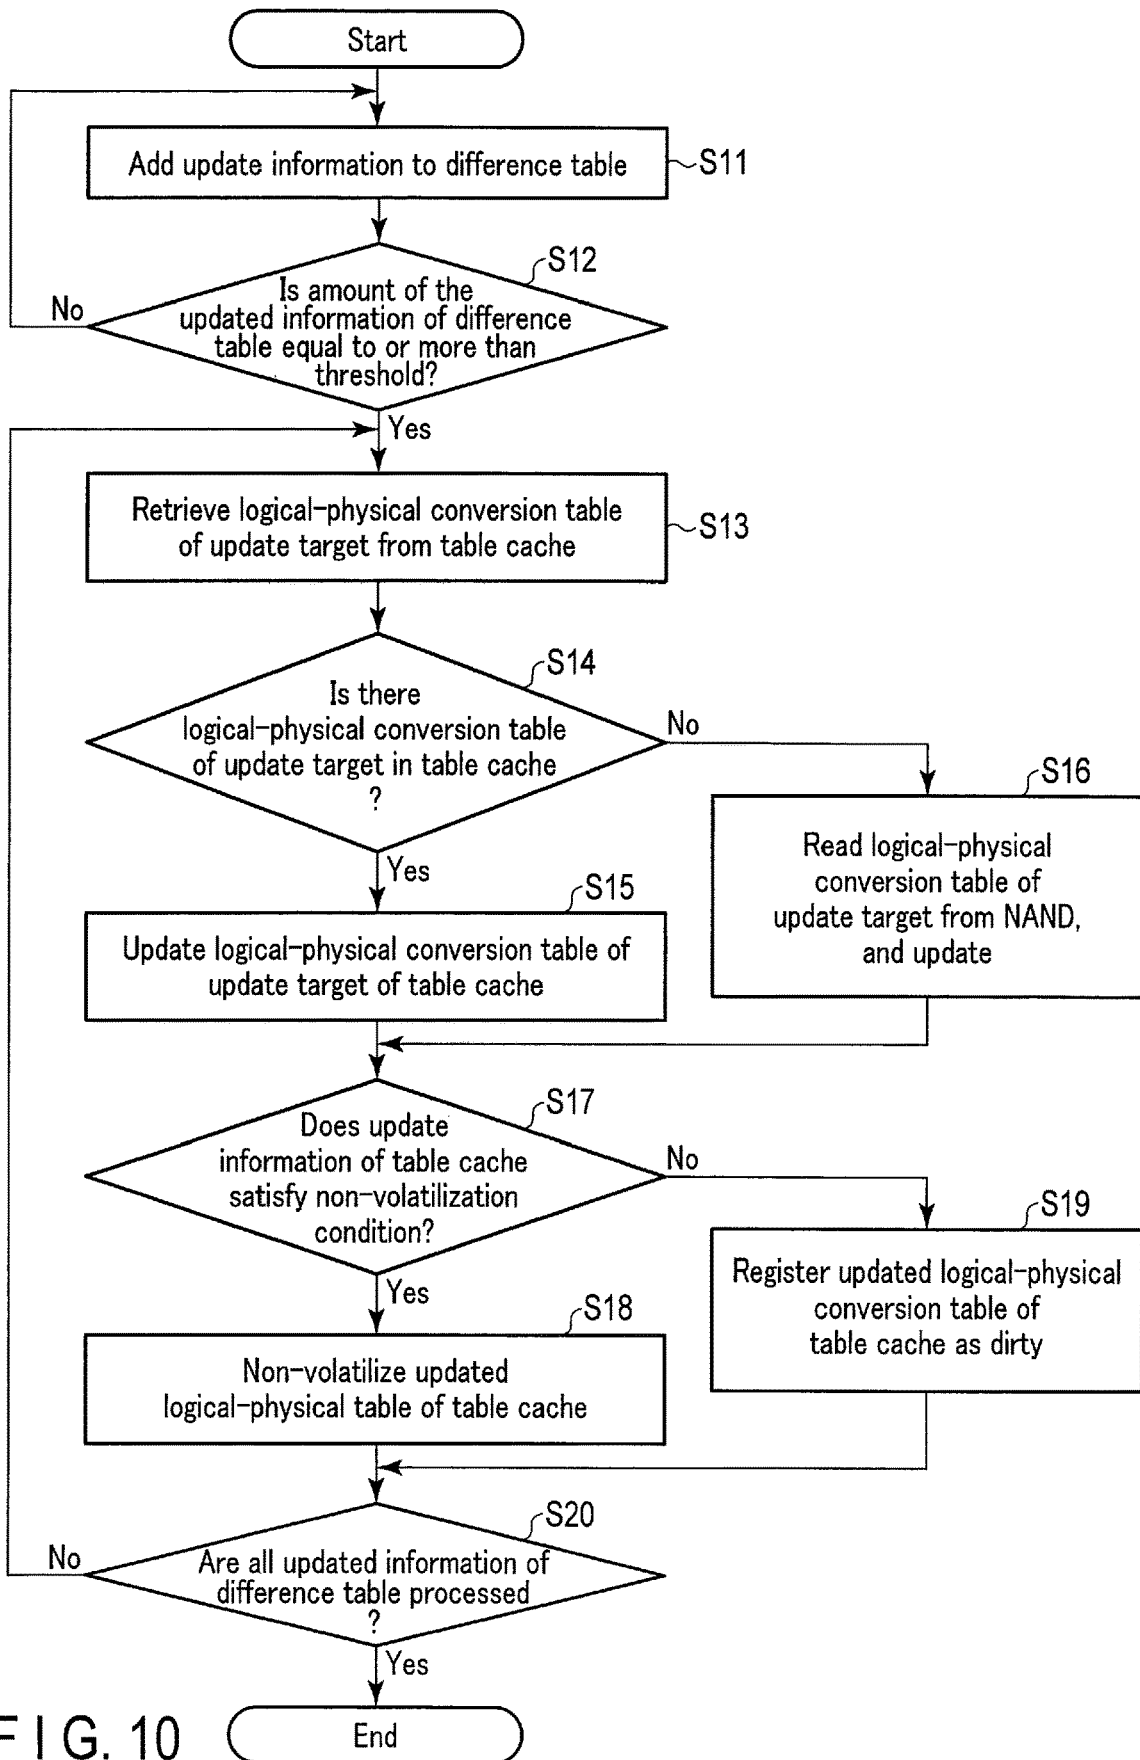 Start
Add update information to difference table
S11
S12
Is amount of the
updated information of difference
table equal to or more than
threshold?
No
Yes
Retrieve logical-physical conversion table
of update target from table cache
S13
S14
Is there
logical-physical conversion table
of update target in table cache
?
No
Yes
S16
Read logical-physical
conversion table of
update target from NAND,
and update
S15
Update logical-physical conversion table of
update target of table cache
S17
Does update
information of table cache
satisfy non-volatilization
condition?
No
Yes
S19
Register updated logical-physical
conversion table of
table cache as dirty
S18
Non-volatilize updated
logical-physical table of table cache
S20
Are all updated information of
difference table processed
?
No
Yes
End
FIG. 10